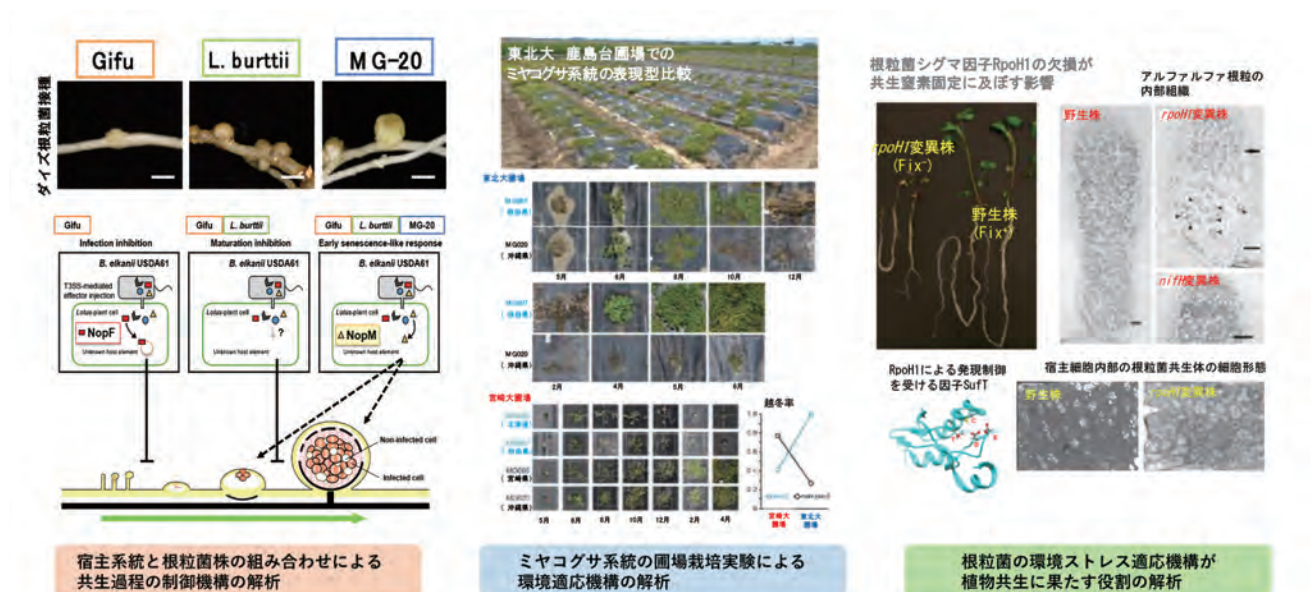 Gifu
L. burttii
MG-20
ダイズ根粒菌接種
Gifu
Gifu L. burttii
Gifu L. burttii MG-20
Infection inhibition
Maturation inhibition
Early senescence-like response
B. elkanii USDA61
B. elkanii USDA61
B. elkanii USDA61
T3SS-mediated
effector injection
Lotus-plant cell
Lotus-plant cell
Lotus-plant cell
NopF
?
NopM
Unknown host element
Unknown host element
Unknown host element
Non-infected cell
Infected cell
宿主系統と根粒菌株の組み合わせによる
共生過程の制御機構の解析
東北大 鹿島台圃場での
ミヤコグサ系統の表現型比較
東北大圃場
MG020
(沖縄県)
5月 6月 8月 10月 12月
MG020
(沖縄県)
2月 4月 5月 6月
宮崎大圃場
(宮崎県)
MG020
(沖縄県)
5月 6月 8月 10月 12月 2月 4月
越冬率
宮崎大
圃場
東北大
圃場
ミヤコグサ系統の圃場栽培実験による
環境適応機構の解析
根粒菌シグマ因子RpoH1の欠損が
共生窒素固定に及ぼす影響
rpoH1変異株
(Fix⁻)
野生株
(Fix⁺)
アルファルファ根粒の
内部組織
野生株
rpoH1変異株
nifH変異株
RpoH1による発現制御
を受ける因子SufT
宿主細胞内部の根粒菌共生体の細胞形態
野生株
rpoH1変異株
根粒菌の環境ストレス適応機構が
植物共生に果たす役割の解析